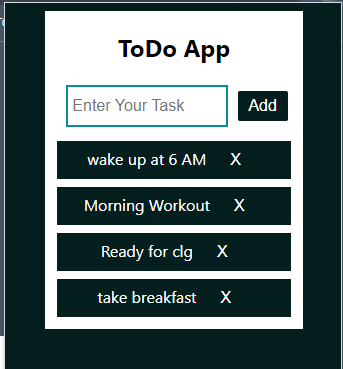 ToDo App
Enter Your Task Add
wake up at 6 AM X
Morning Workout X
Ready for clg X
take breakfast X